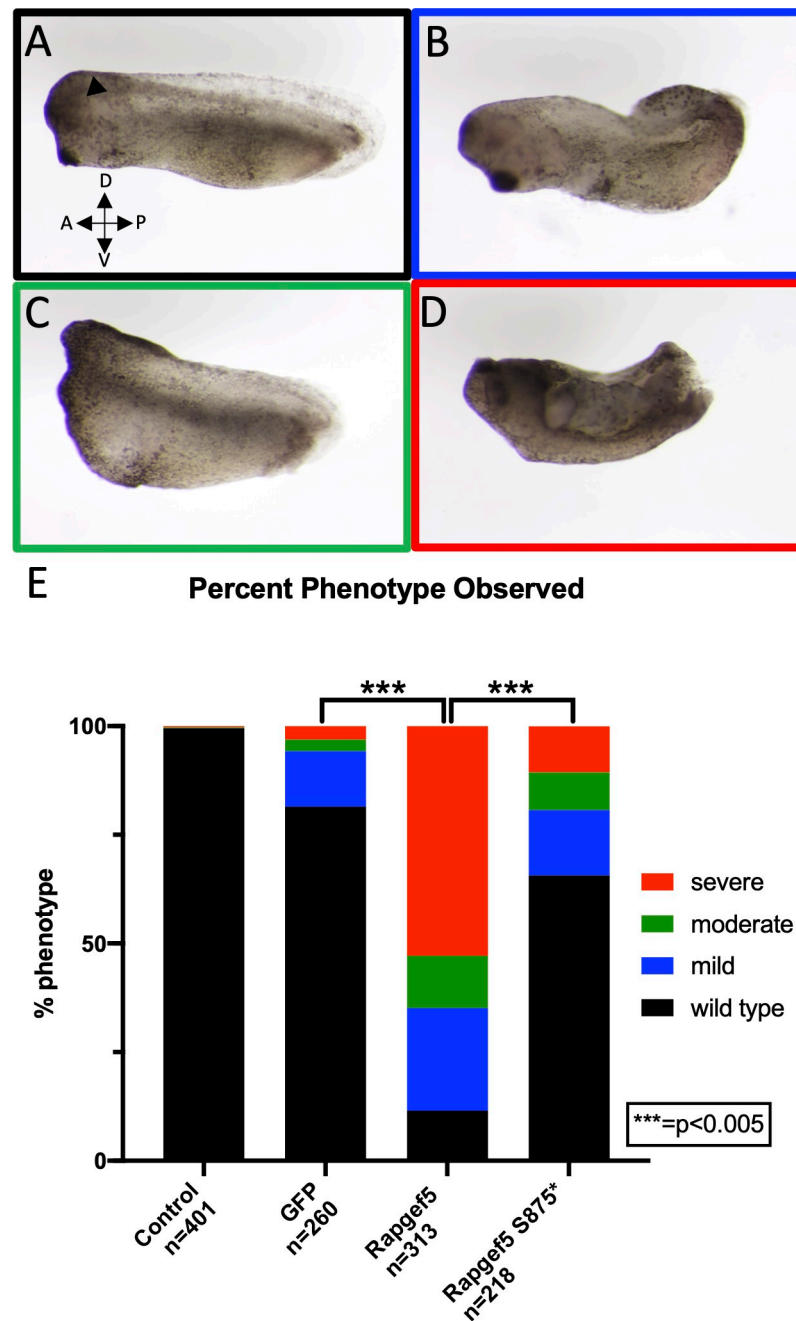 A
B
D
A P
V
C
D
E
Percent Phenotype Observed
*** ***
100
50
0
% phenotype
severe
moderate
mild
wild type
***=p<0.005
Control
n=401
GFP
n=260
Rapgef5
n=313
Rapgef5 S875*
n=218